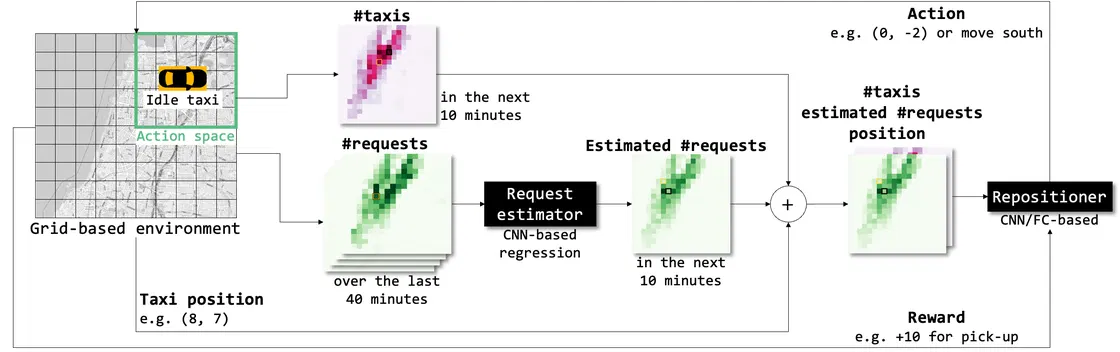 #taxis
Action
e.g. (0, -2) or move south
Idle taxi
in the next
10 minutes
Action space
#taxis
estimated #requests
position
#requests
Estimated #requests
Request
estimator
+
Repositioner
CNN-based
regression
CNN/FC-based
Grid-based environment
in the next
10 minutes
over the last
40 minutes
Taxi position
e.g. (8, 7)
Reward
e.g. +10 for pick-up